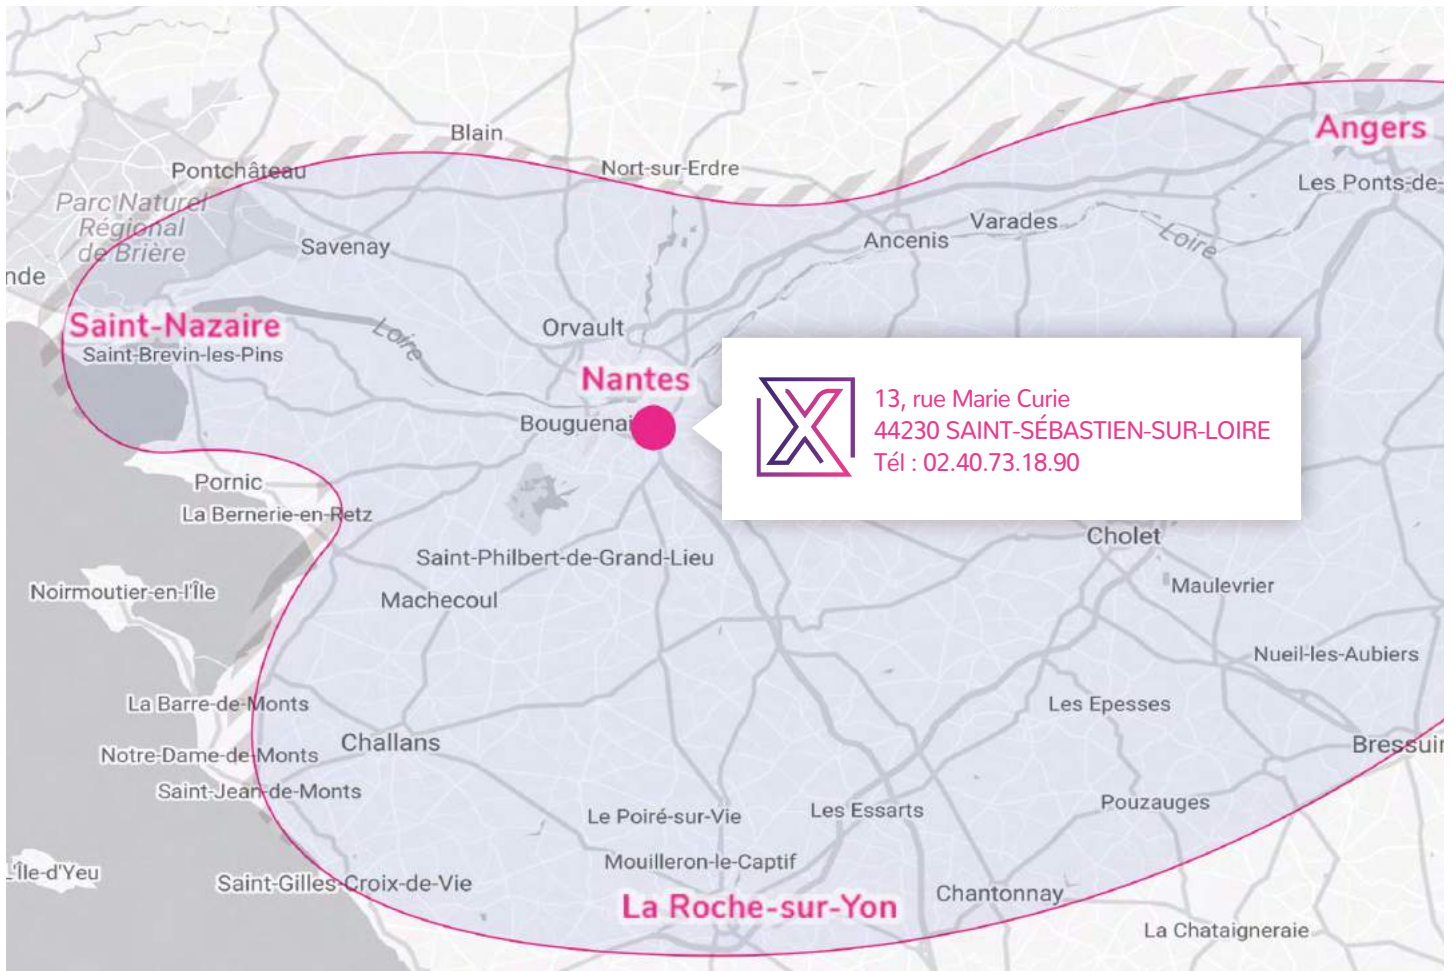 Blain
Angers
Pontchâteau
Nort-sur-Erdre
Les Ponts-de-
Parc Naturel
Régional
de Brière
Savenay
Ancenis
Varades
Loire
nde
Saint-Nazaire
Saint-Brevin-les-Pins
Loire
Orvault
Nantes
Bouguenai
13, rue Marie Curie
44230 SAINT-SÉBASTIEN-SUR-LOIRE
Tél : 02.40.73.18.90
Pornic
La Bernerie-en-Retz
Cholet
Saint-Philbert-de-Grand-Lieu
Noirmoutier-en-l'Île
Machecoul
Maulevrier
Nueil-les-Aubiers
La Barre-de-Monts
Les Epesses
Notre-Dame-de-Monts
Challans
Bressuir
Saint-Jean-de-Monts
Le Poiré-sur-Vie
Les Essarts
Pouzauges
Mouilleron-le-Captif
L'Île-d'Yeu
Saint-Gilles-Croix-de-Vie
La Roche-sur-Yon
Chantonnay
La Chataigneraie